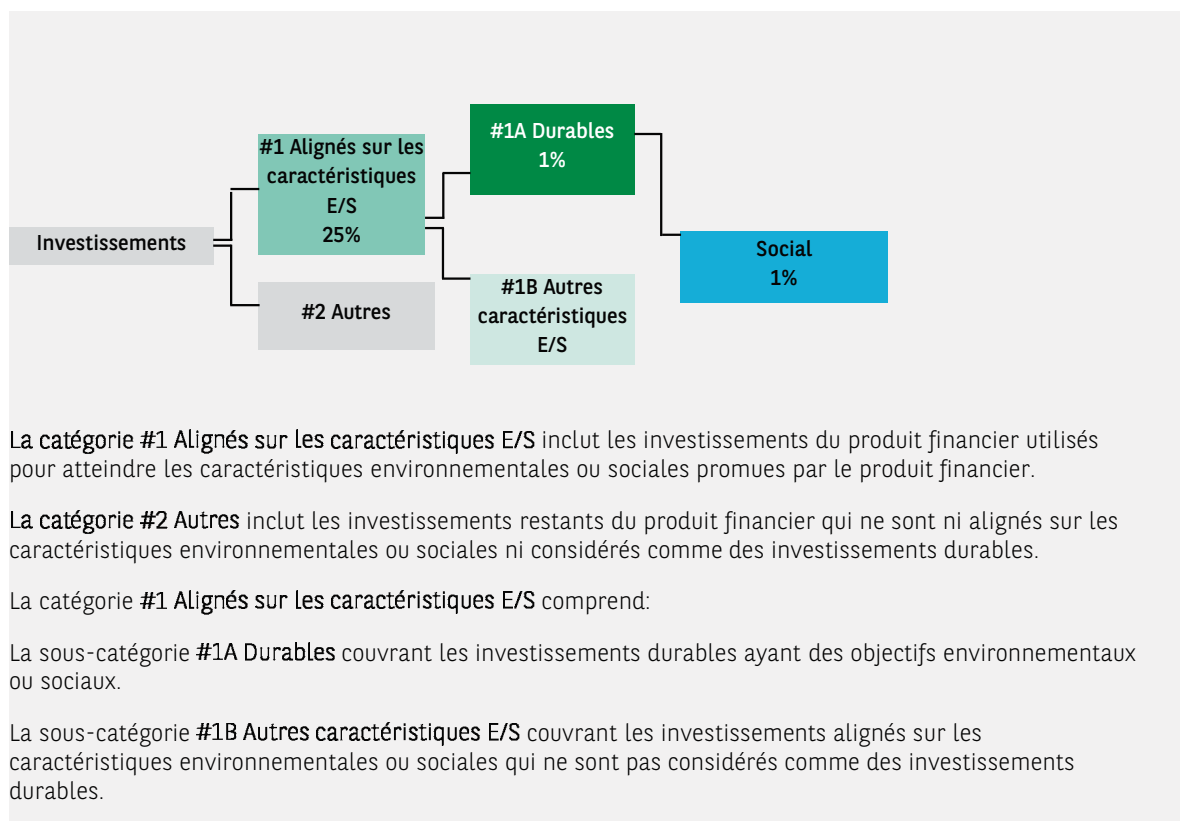 #1A Durables
1%
#1 Alignés sur les
caractéristiques
E/S
25%
Investissements
Social
1%
#2 Autres
#1B Autres
caractéristiques
E/S
La catégorie #1 Alignés sur les caractéristiques E/S inclut les investissements du produit financier utilisés
pour atteindre les caractéristiques environnementales ou sociales promues par le produit financier.
La catégorie #2 Autres inclut les investissements restants du produit financier qui ne sont ni alignés sur les
caractéristiques environnementales ou sociales ni considérés comme des investissements durables.
La catégorie #1 Alignés sur les caractéristiques E/S comprend:
La sous-catégorie #1A Durables couvrant les investissements durables ayant des objectifs environnementaux
ou sociaux.
La sous-catégorie #1B Autres caractéristiques E/S couvrant les investissements alignés sur les
caractéristiques environnementales ou sociales qui ne sont pas considérés comme des investissements
durables.